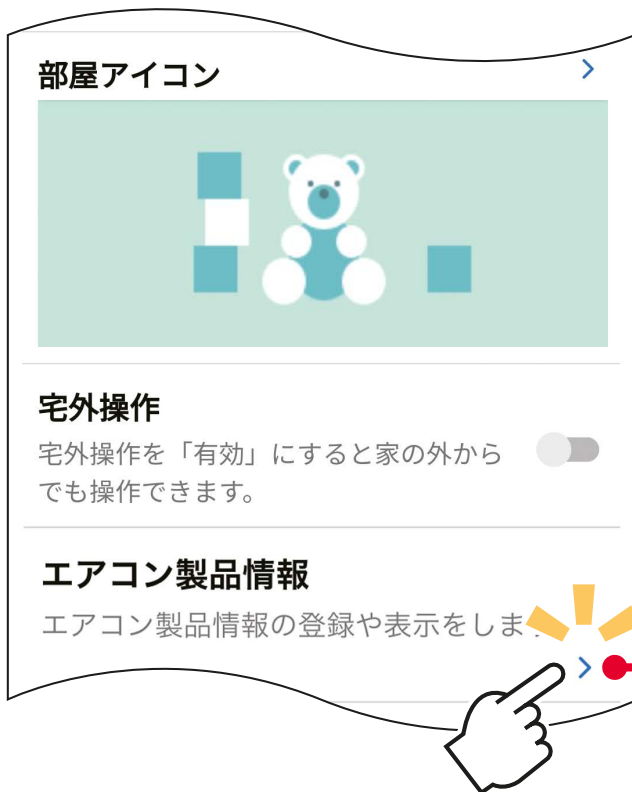 部屋アイコン
宅外操作
宅外操作を「有効」にすると家の外から
でも操作できます。
エアコン製品情報
エアコン製品情報の登録や表示をしま